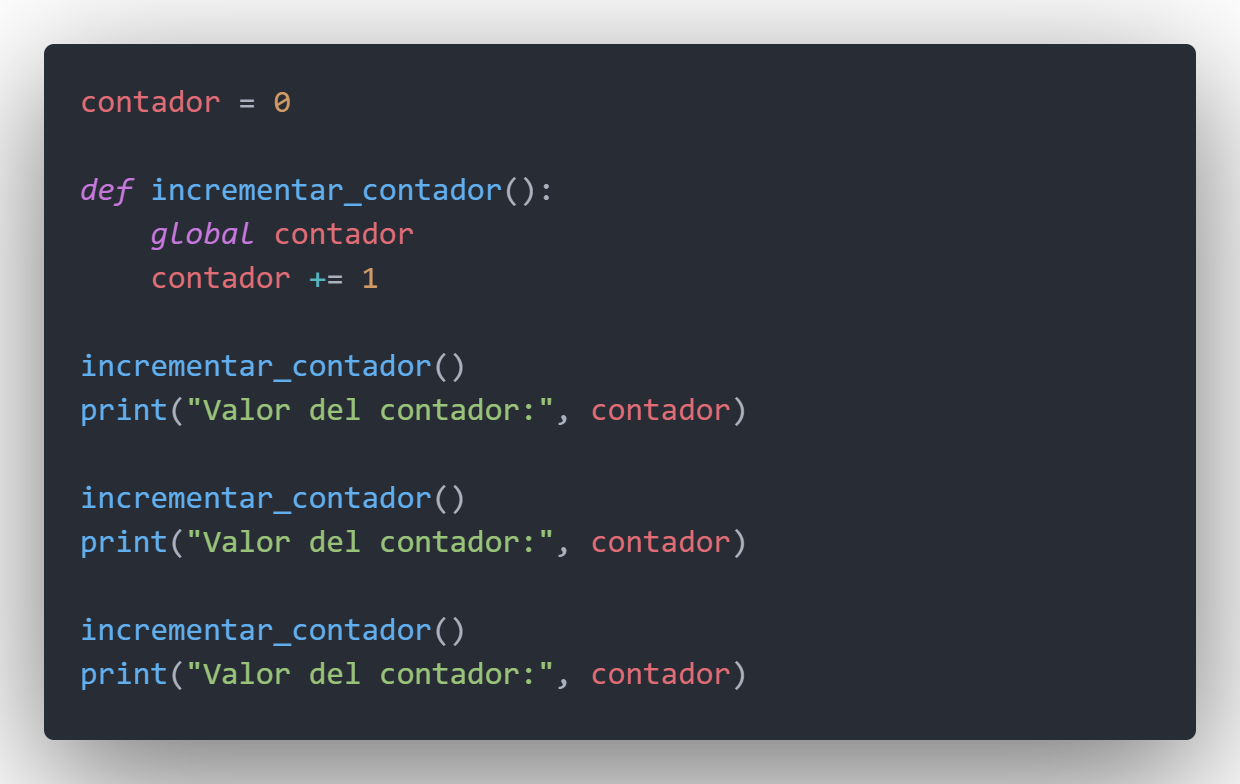 contador = 0
def incrementar_contador():
    global contador
    contador += 1
incrementar_contador()
print("Valor del contador:", contador)
incrementar_contador()
print("Valor del contador:", contador)
incrementar_contador()
print("Valor del contador:", contador)